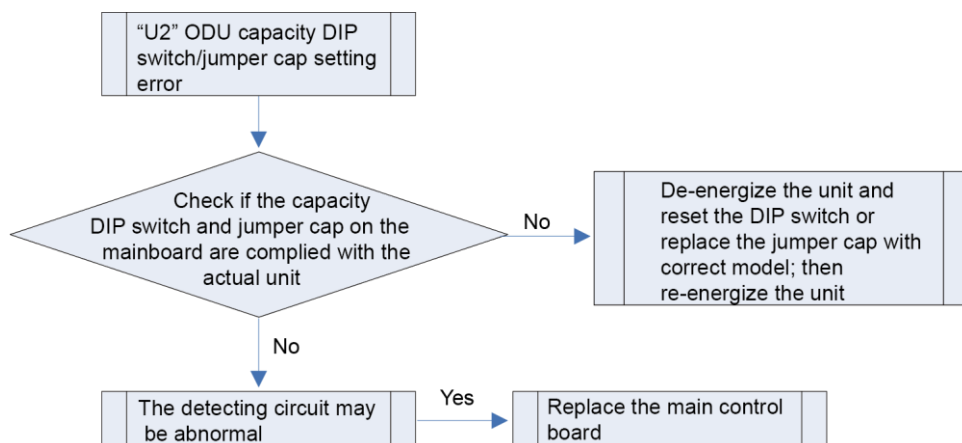 “U2” ODU capacity DIP
switch/jumper cap setting
error
Check if the capacity
DIP switch and jumper cap on the
mainboard are complied with the
actual unit
No
De-energize the unit and
reset the DIP switch or
replace the jumper cap with
correct model; then
re-energize the unit
No
The detecting circuit may
be abnormal
Yes
Replace the main control
board